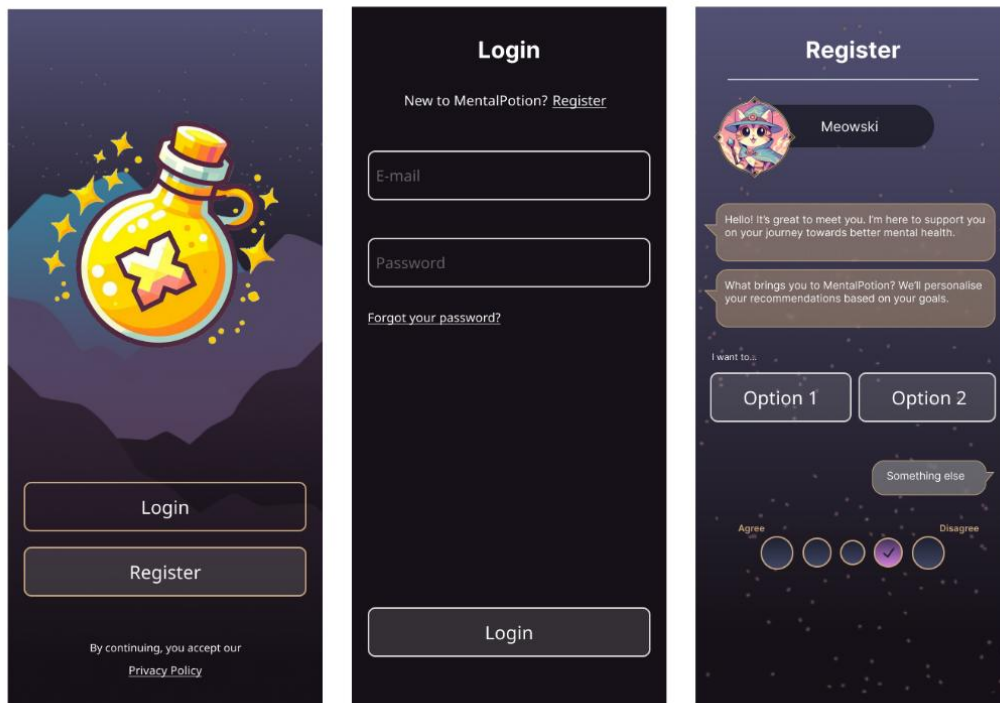 Login
Register
By continuing, you accept our
Privacy Policy
Login
New to MentalPotion? Register
E-mail
Password
Forgot your password?
Login
Register
Meowski
Hello! It's great to meet you. I'm here to support you
on your journey towards better mental health.
What brings you to MentalPotion? We'll personalise
your recommendations based on your goals.
I want to...
Option 1
Option 2
Something else
Agree
Disagree